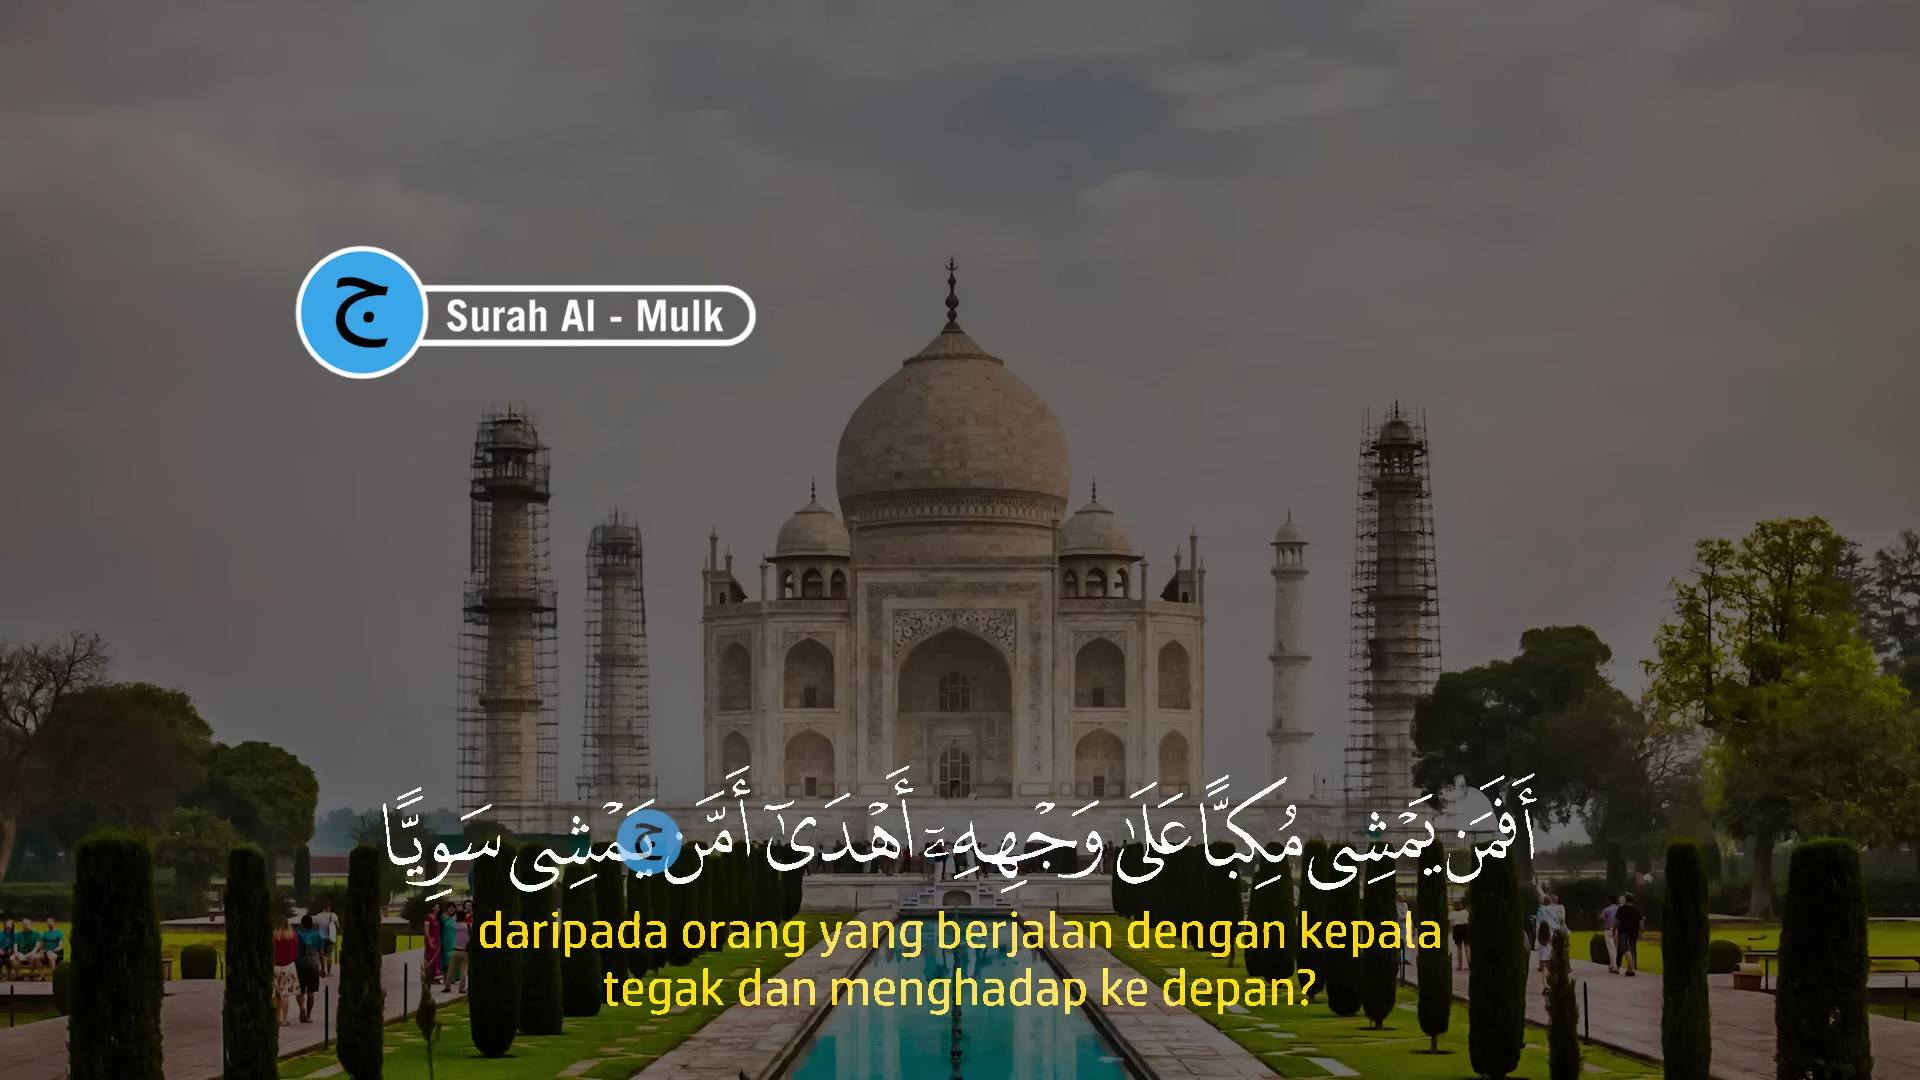 ج
Surah Al - Mulk
أَفَمَن يَمْشِى مُكِبًّا عَلَىٰ وَجْهِهِۦٓ أَهْدَىٰٓ أَمَّن يَمْشِى سَوِيًّا
ج
daripada orang yang berjalan dengan kepala
tegak dan menghadap ke depan?